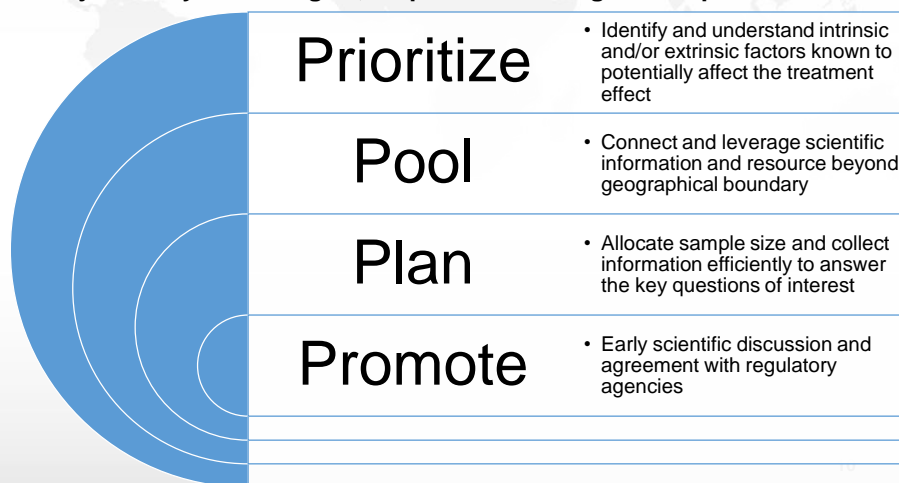 Prioritize
• Identify and understand intrinsic
and/or extrinsic factors known to
potentially affect the treatment
effect
Pool
• Connect and leverage scientific
information and resource beyond
geographical boundary
Plan
• Allocate sample size and collect
information efficiently to answer
the key questions of interest
Promote
• Early scientific discussion and
agreement with regulatory
agencies